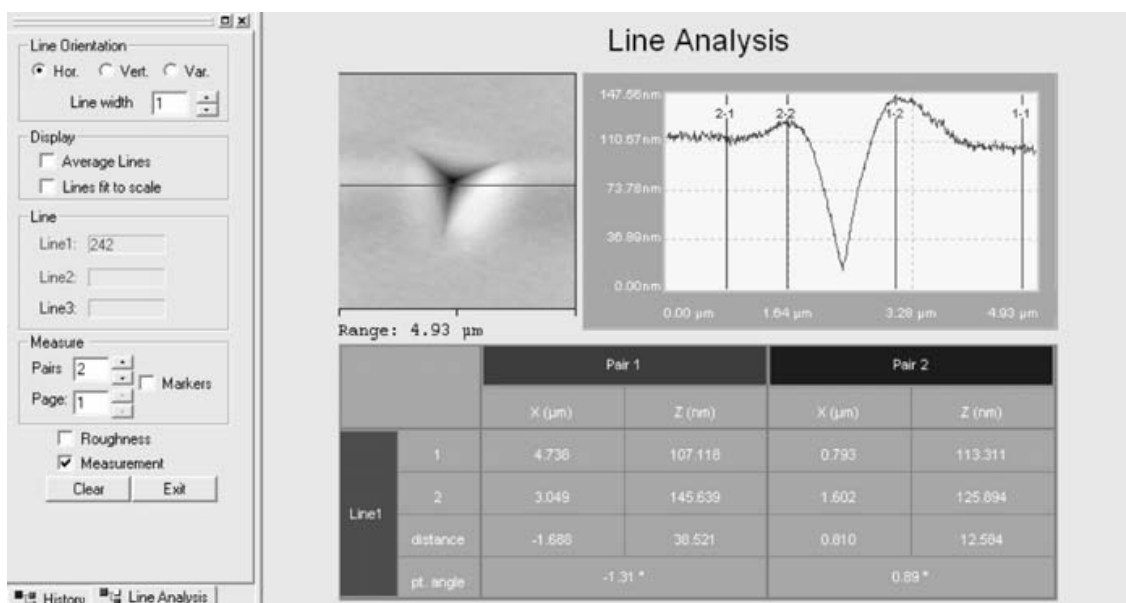 Line Analysis
Line Orientation
Hor. Vert. Var.
Line width 1
Display
Average Lines
Lines fit to scale
Line
Line1: 242
Line2:
Line3:
Measure
Pairs 2
Markers
Page: 1
Roughness
Measurement
Clear Exit
History Line Analysis
Range: 4.93 µm
147.56nm
110.67nm
73.78nm
36.89nm
0.00nm
2-1 2-2 1-2 1-1
0.00 µm 1.64 µm 3.28 µm 4.93 µm
Pair 1 Pair 2
X (µm) Z (nm) X (µm) Z (nm)
Line1
1 4.738 107.118 0.793 113.311
2 3.049 145.639 1.602 125.894
distance -1.688 38.521 0.810 12.584
pt. angle -1.31 ° 0.89 °